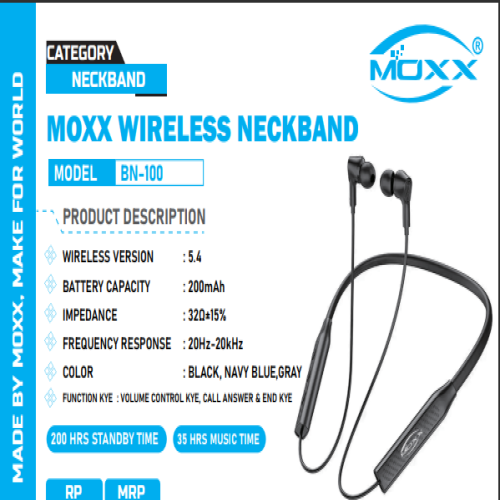 MADE BY MOXX, MAKE FOR WORLD
CATEGORY
NECKBAND
MOXX®
MOXX WIRELESS NECKBAND
MODEL BN-100
PRODUCT DESCRIPTION
WIRELESS VERSION : 5.4
BATTERY CAPACITY : 200mAh
IMPEDANCE : 32Ω±15%
FREQUENCY RESPONSE : 20Hz-20kHz
COLOR : BLACK, NAVY BLUE,GRAY
FUNCTION KYE : VOLUME CONTROL KYE, CALL ANSWER & END KYE
200 HRS STANDBY TIME
35 HRS MUSIC TIME
MOXX
RP
MRP